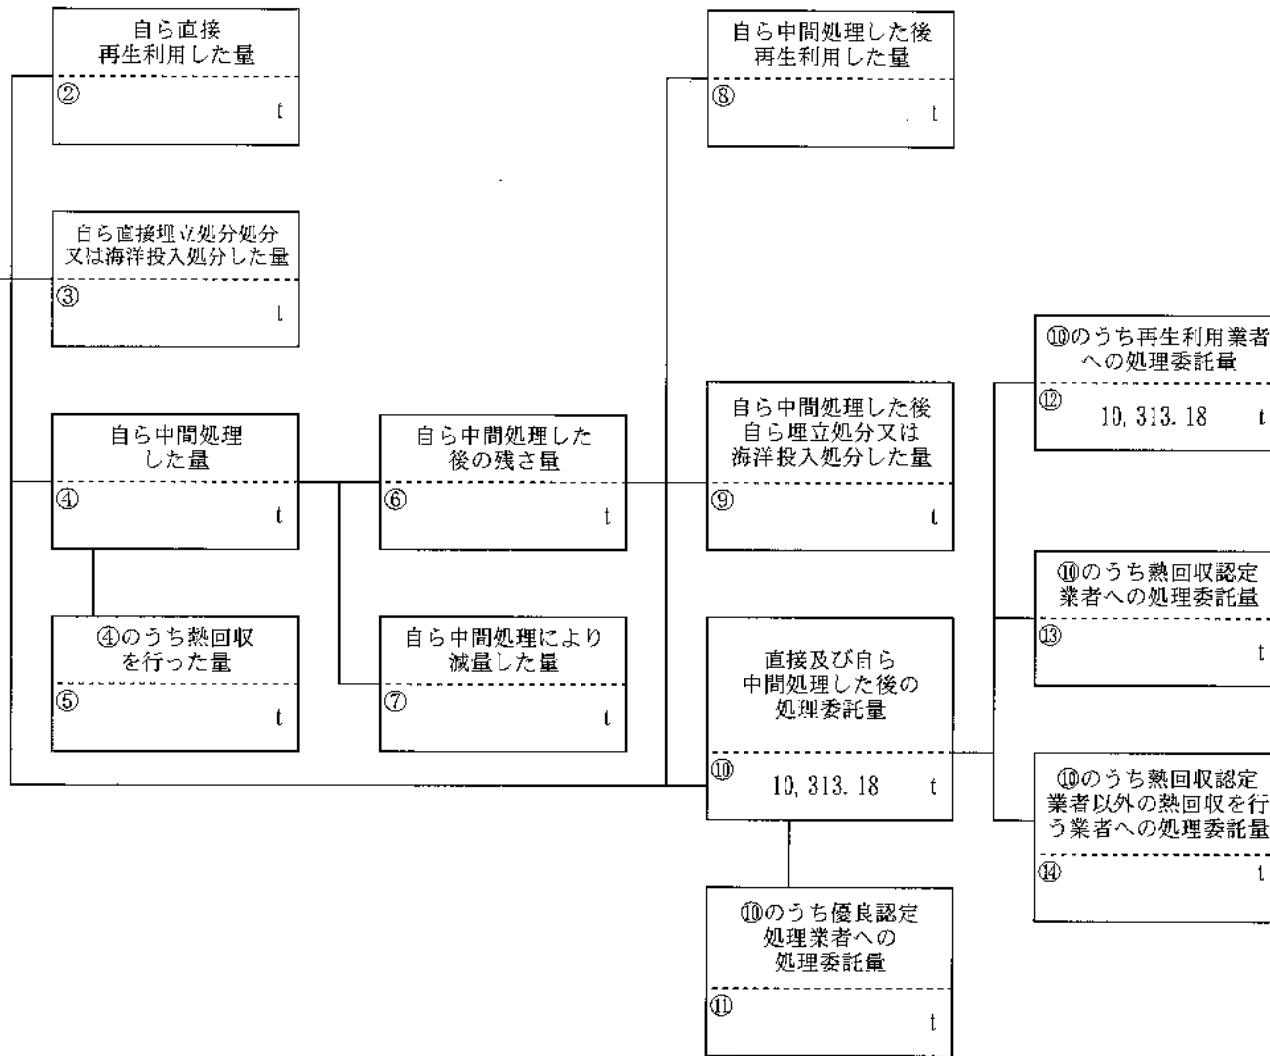 自ら直接
再生利用した量
②
t
自ら中間処理した後
再生利用した量
⑧
t
自ら直接埋立処分処分
又は海洋投入処分した量
③
t
⑩のうち再生利用業者
への処理委託量
⑫
10,313.18 t
自ら中間処理
した量
④
t
自ら中間処理した
後の残さ量
⑥
t
自ら中間処理した後
自ら埋立処分又は
海洋投入処分した量
⑨
t
⑩のうち熱回収認定
業者への処理委託量
⑬
t
④のうち熱回収
を行った量
⑤
t
自ら中間処理により
減量した量
⑦
t
直接及び自ら
中間処理した後の
処理委託量
⑩
10,313.18 t
⑩のうち熱回収認定
業者以外の熱回収を行
う業者への処理委託量
⑭
t
⑩のうち優良認定
処理業者への
処理委託量
⑪
t